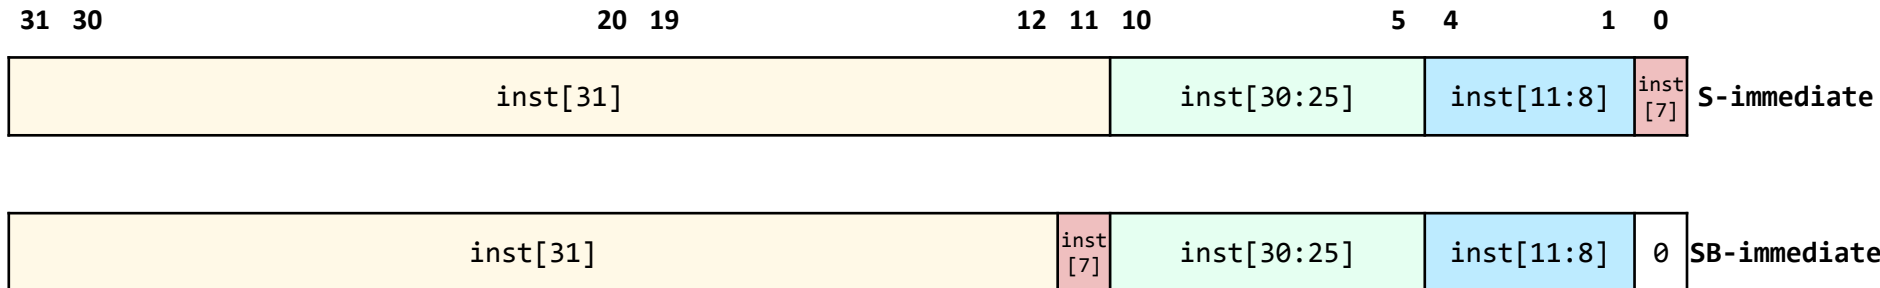 31 30 20 19 12 11 10 5 4 1 0
inst[31] inst[30:25] inst[11:8] inst [7] S-immediate
inst[31] inst [7] inst[30:25] inst[11:8] 0 SB-immediate